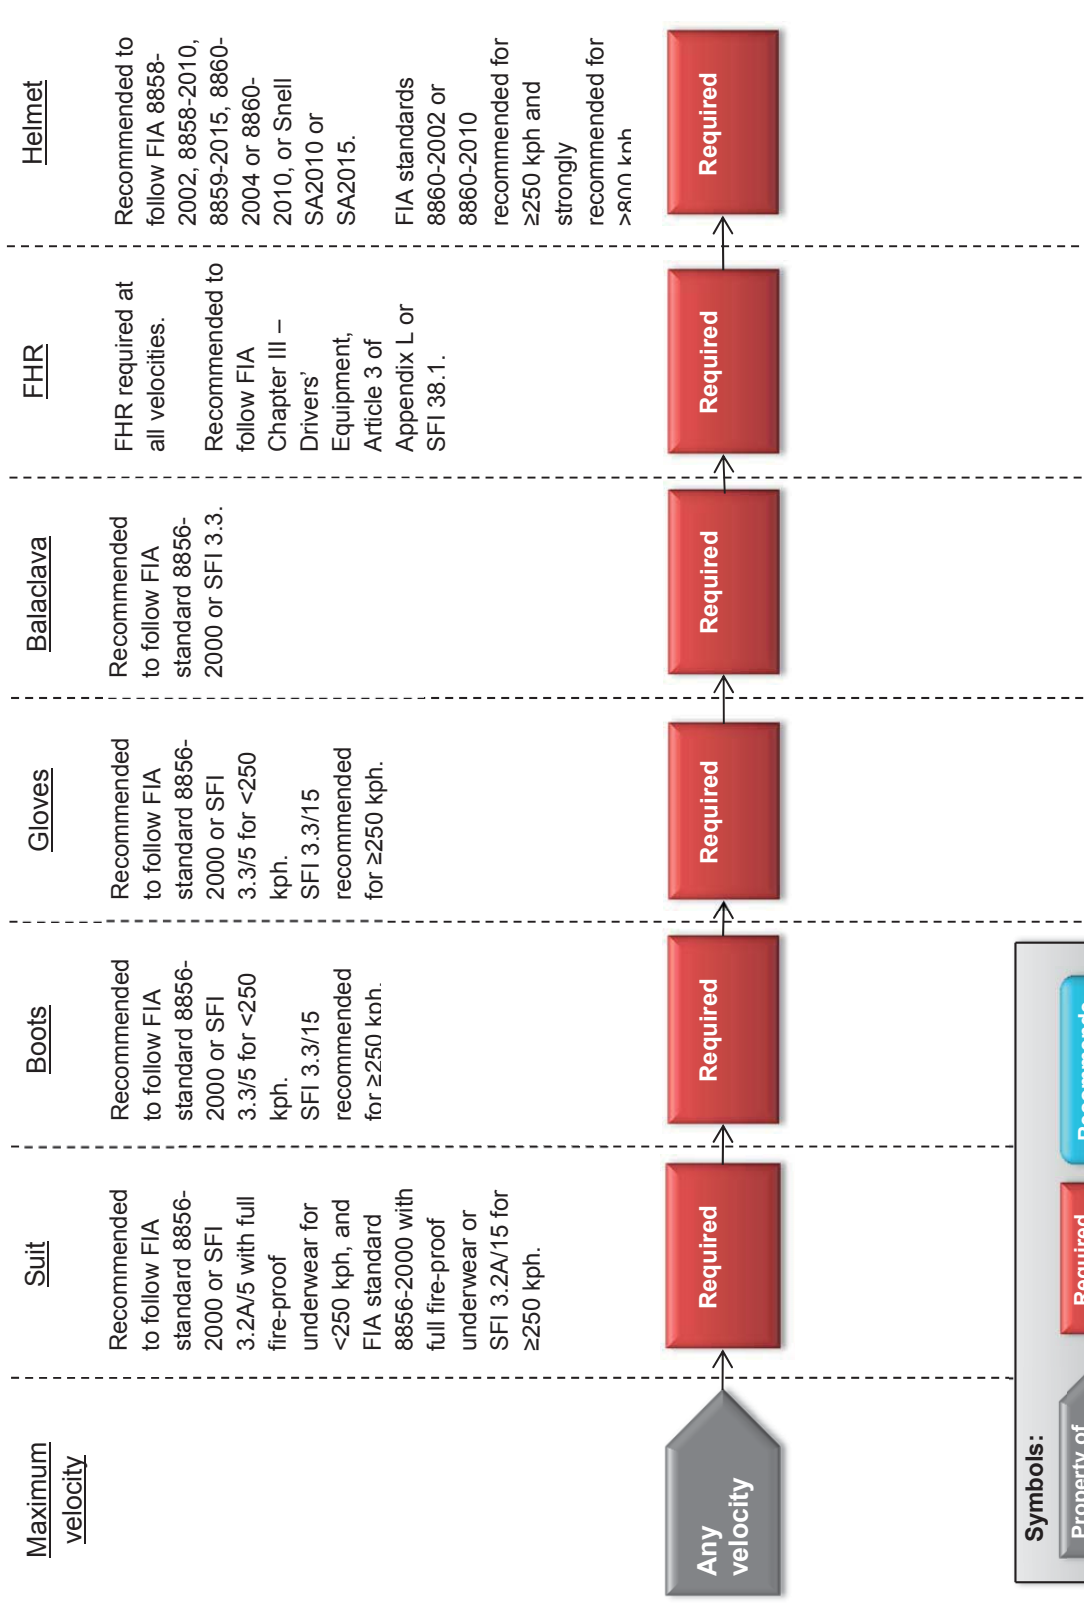 Maximum
velocity
Suit
Boots
Gloves
Balaclava
FHR
Helmet
Recommended
to follow FIA
standard 8856-
2000 or SFI
3.2A/5 with full
fire-proof
underwear for
<250 kph, and
FIA standard
8856-2000 with
full fire-proof
underwear or
SFI 3.2A/15 for
≥250 kph.
Recommended
to follow FIA
standard 8856-
2000 or SFI
3.3/5 for <250
kph.
SFI 3.3/15
recommended
for ≥250 kph.
Recommended
to follow FIA
standard 8856-
2000 or SFI
3.3/5 for <250
kph.
SFI 3.3/15
recommended
for ≥250 kph.
Recommended
to follow FIA
standard 8856-
2000 or SFI 3.3.
FHR required at
all velocities.
Recommended to
follow FIA
Chapter III –
Drivers’
Equipment,
Article 3 of
Appendix L or
SFI 38.1.
Recommended to
follow FIA 8858-
2002, 8858-2010,
8859-2015, 8860-
2004 or 8860-
2010, or Snell
SA2010 or
SA2015.
FIA standards
8860-2002 or
8860-2010
recommended for
≥250 kph and
strongly
recommended for
>800 kph
Any
velocity
Required
Required
Required
Required
Required
Required
Symbols:
Property of
Required